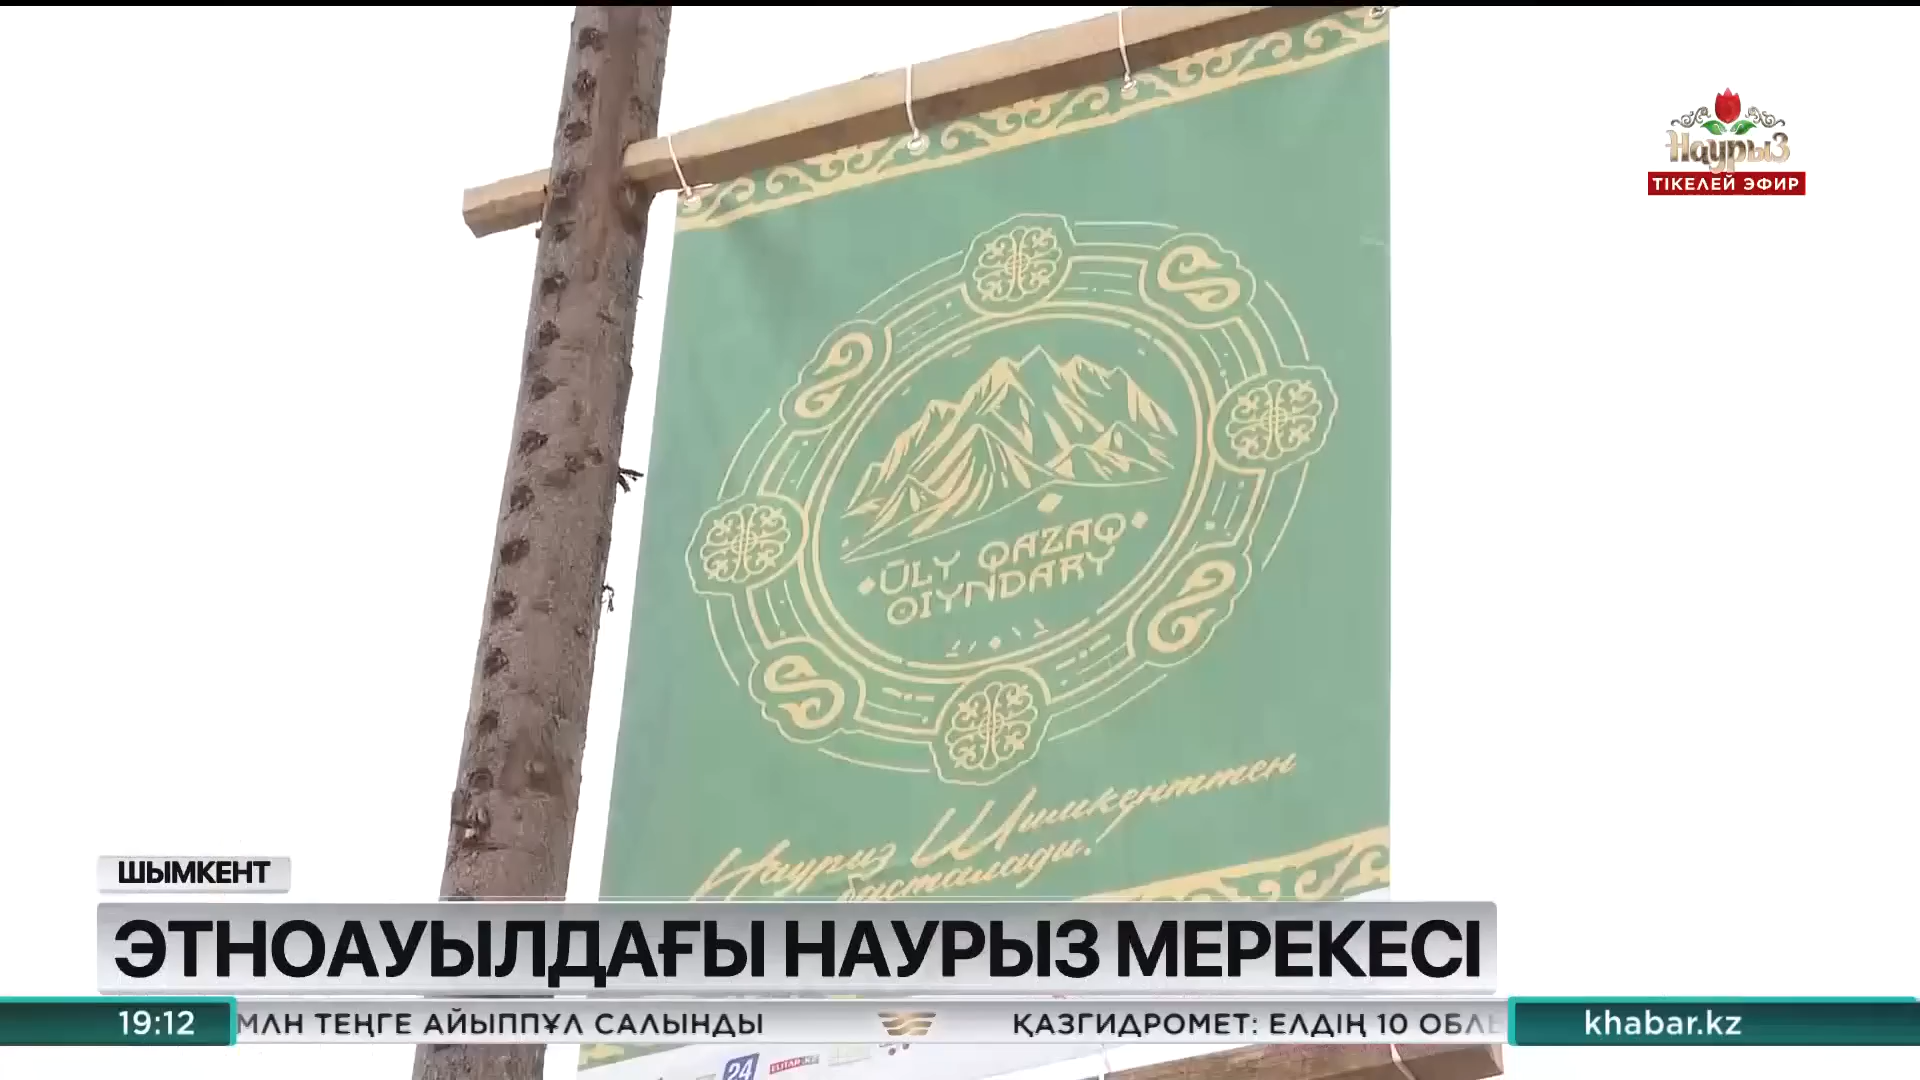 Наурыз
ТІКЕЛЕЙ ЭФИР
ŪLY QAZAQ
OIYNDARY
Наурыз Шымкенттен
басталады!
ШЫМКЕНТ
ЭТНОАУЫЛДАҒЫ НАУРЫЗ МЕРЕКЕСІ
19:12
МЛН ТЕҢГЕ АЙЫППҰЛ САЛЫНДЫ
ҚАЗГИДРОМЕТ: ЕЛДІҢ 10 ОБЛ
khabar.kz
24